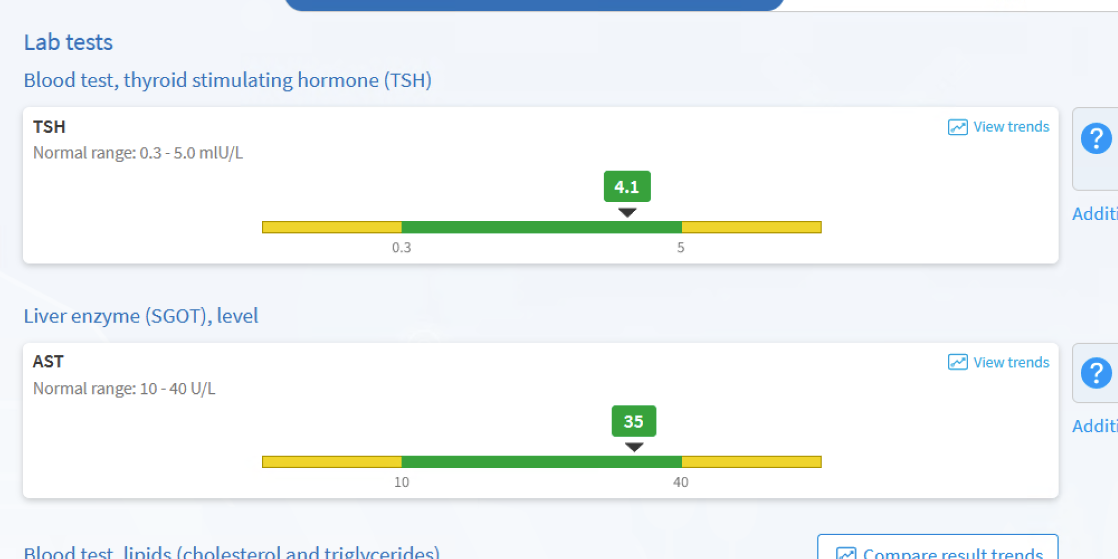 Lab tests
Blood test, thyroid stimulating hormone (TSH)
TSH
View trends
Normal range: 0.3 - 5.0 mlU/L
4.1
0.3
5
?
Additi
Liver enzyme (SGOT), level
AST
View trends
Normal range: 10 - 40 U/L
35
10
40
?
Additi
Blood test, lipids (cholesterol and triglycerides)
Compare result trends